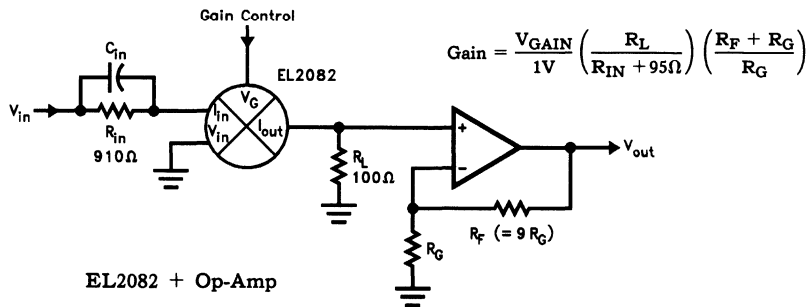 Gain Control
Gain = V_GAIN / 1V ( R_L / R_IN + 95Ω ) ( R_F + R_G / R_G )
C_in
EL2082
V_in
R_in
910Ω
V_G
I_in
V_in
I_out
R_L
100Ω
+
-
V_out
R_F (= 9 R_G)
R_G
EL2082 + Op-Amp